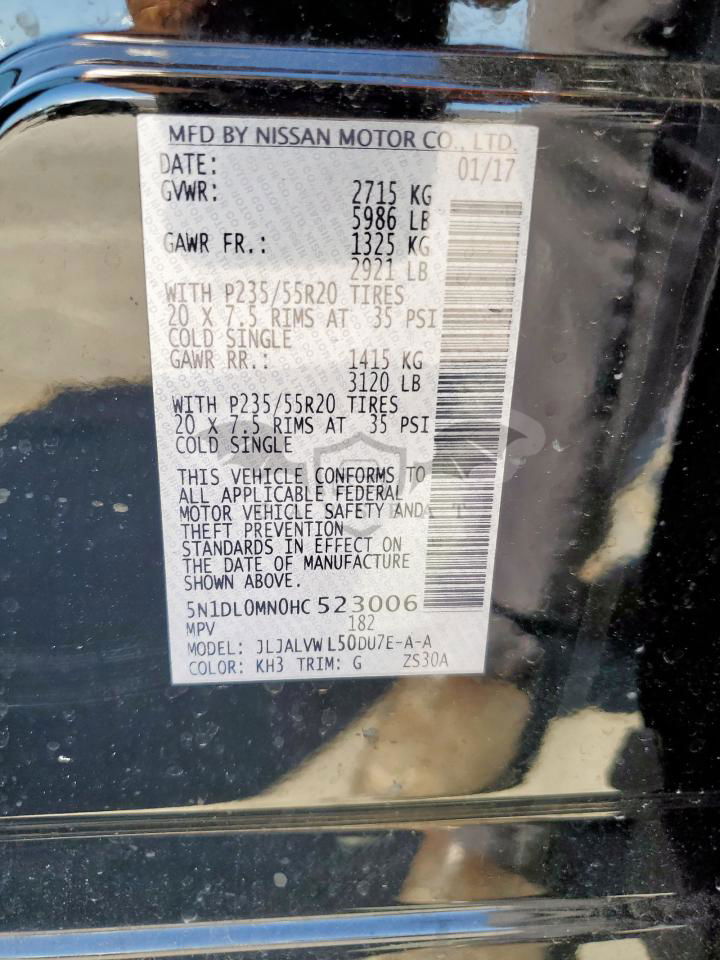 MFD BY NISSAN MOTOR CO., LTD.
DATE: 01/17
GVWR: 2715 KG
5986 LB
GAWR FR.: 1325 KG
2921 LB
WITH P235/55R20 TIRES
20 X 7.5 RIMS AT 35 PSI
COLD SINGLE
GAWR RR.: 1415 KG
3120 LB
WITH P235/55R20 TIRES
20 X 7.5 RIMS AT 35 PSI
COLD SINGLE
THIS VEHICLE CONFORMS TO
ALL APPLICABLE FEDERAL
MOTOR VEHICLE SAFETY AND
THEFT PREVENTION
STANDARDS IN EFFECT ON
THE DATE OF MANUFACTURE
SHOWN ABOVE.
5N1DL0MN0HC 523006
MPV 182
MODEL: JLJALVWL50DU7E-A-A
COLOR: KH3 TRIM: G ZS30A